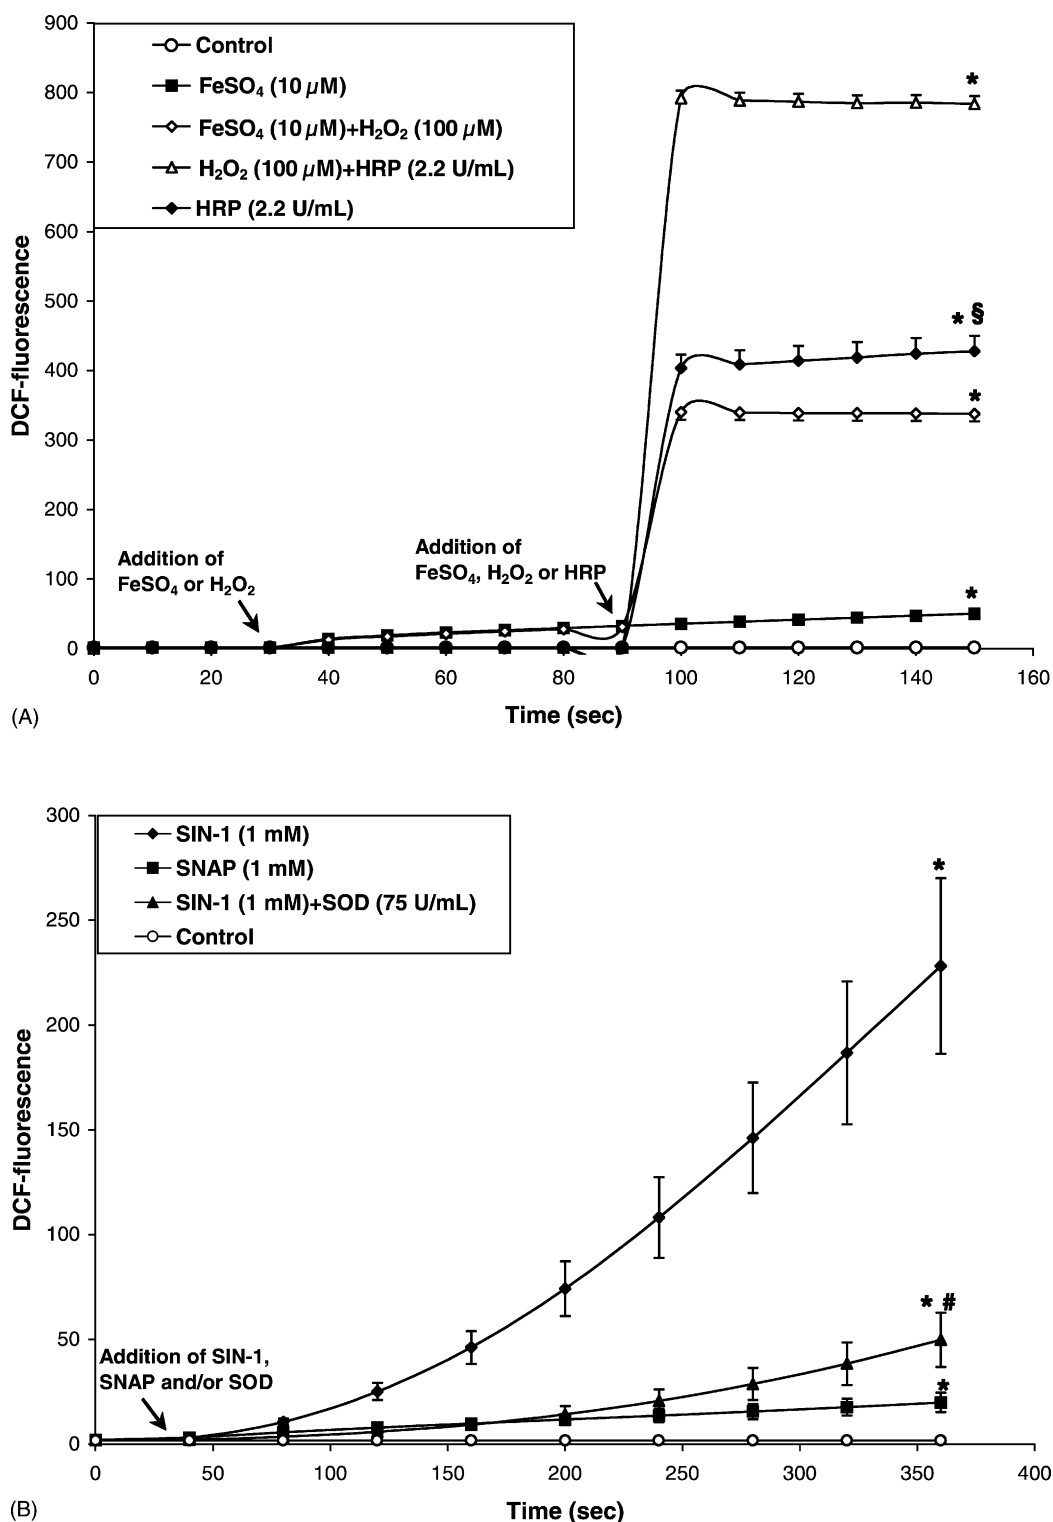 900
800
700
600
500
400
300
200
100
0
DCF-fluorescence
Control
FeSO₄ (10 µM)
FeSO₄ (10 µM)+H₂O₂ (100 µM)
H₂O₂ (100 µM)+HRP (2.2 U/mL)
HRP (2.2 U/mL)
*
* §
*
*
Addition of
FeSO₄ or H₂O₂
Addition of
FeSO₄, H₂O₂ or HRP
0 20 40 60 80 100 120 140 160
Time (sec)
(A)
300
250
200
150
100
50
0
DCF-fluorescence
SIN-1 (1 mM)
SNAP (1 mM)
SIN-1 (1 mM)+SOD (75 U/mL)
Control
*
* #
*
Addition of SIN-1,
SNAP and/or SOD
0 50 100 150 200 250 300 350 400
Time (sec)
(B)